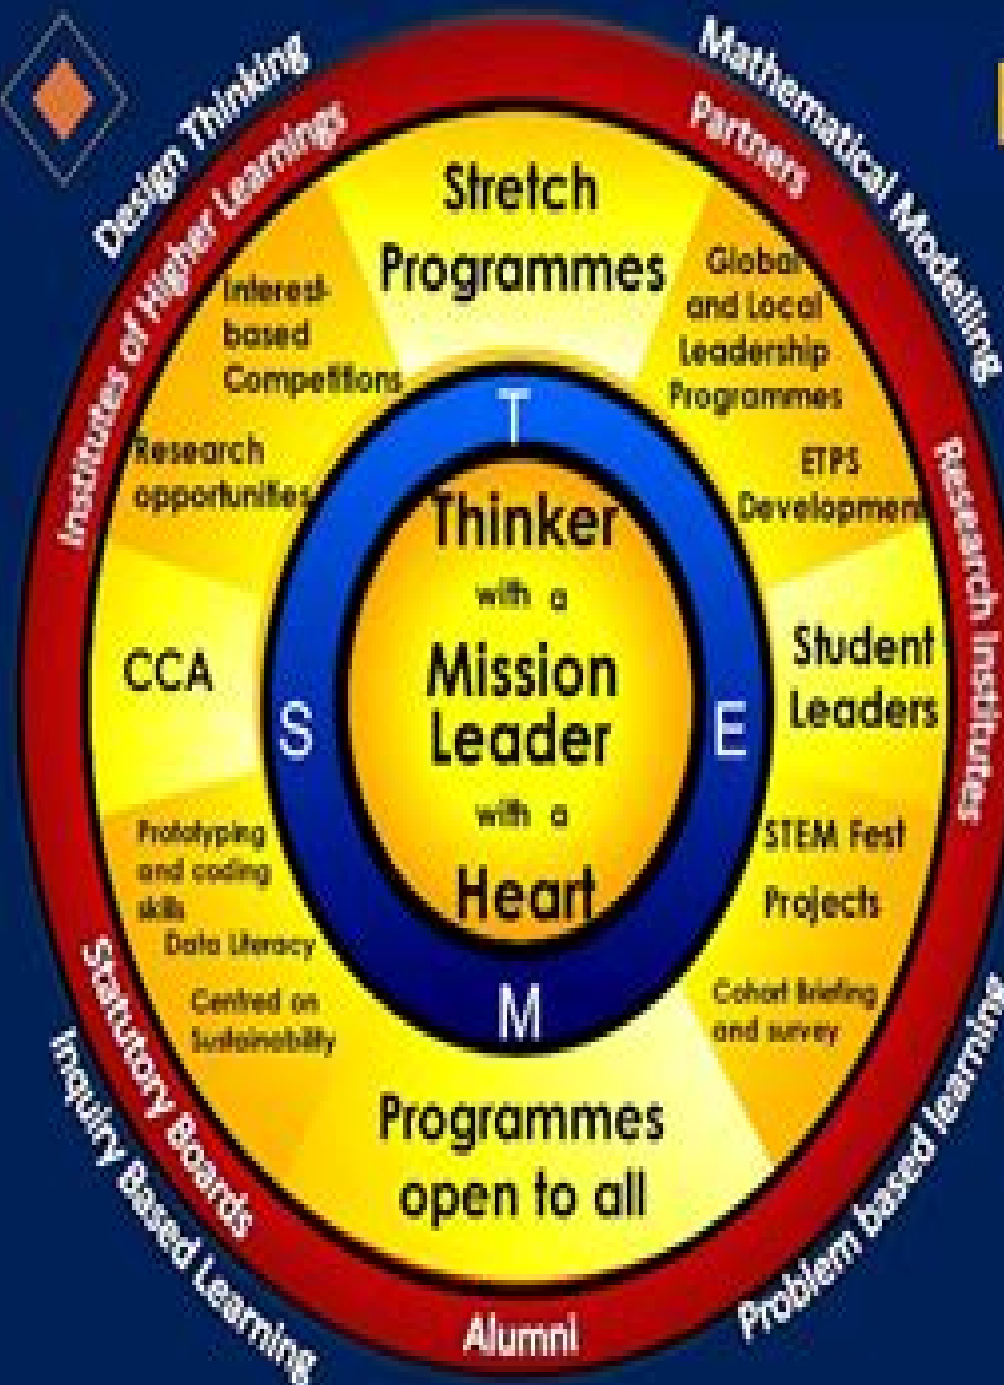 Design Thinking
Mathematical Modelling
Institutes of Higher Learnings
Partners
Stretch
Programmes
Interest-
based
Competitions
Research
opportunities
Global
and Local
Leadership
Programmes
ETPS
Development
Research Institutes
T
Thinker
with a
Mission
Leader
with a
Heart
S
E
M
CCA
Student
Leaders
Prototyping
and coding
skills
Data Literacy
Centred on
Sustainability
STEM Fest
Projects
Cohort Briefing
and survey
Programmes
open to all
Statutory Boards
Alumni
Inquiry Based Learning
Problem based learning